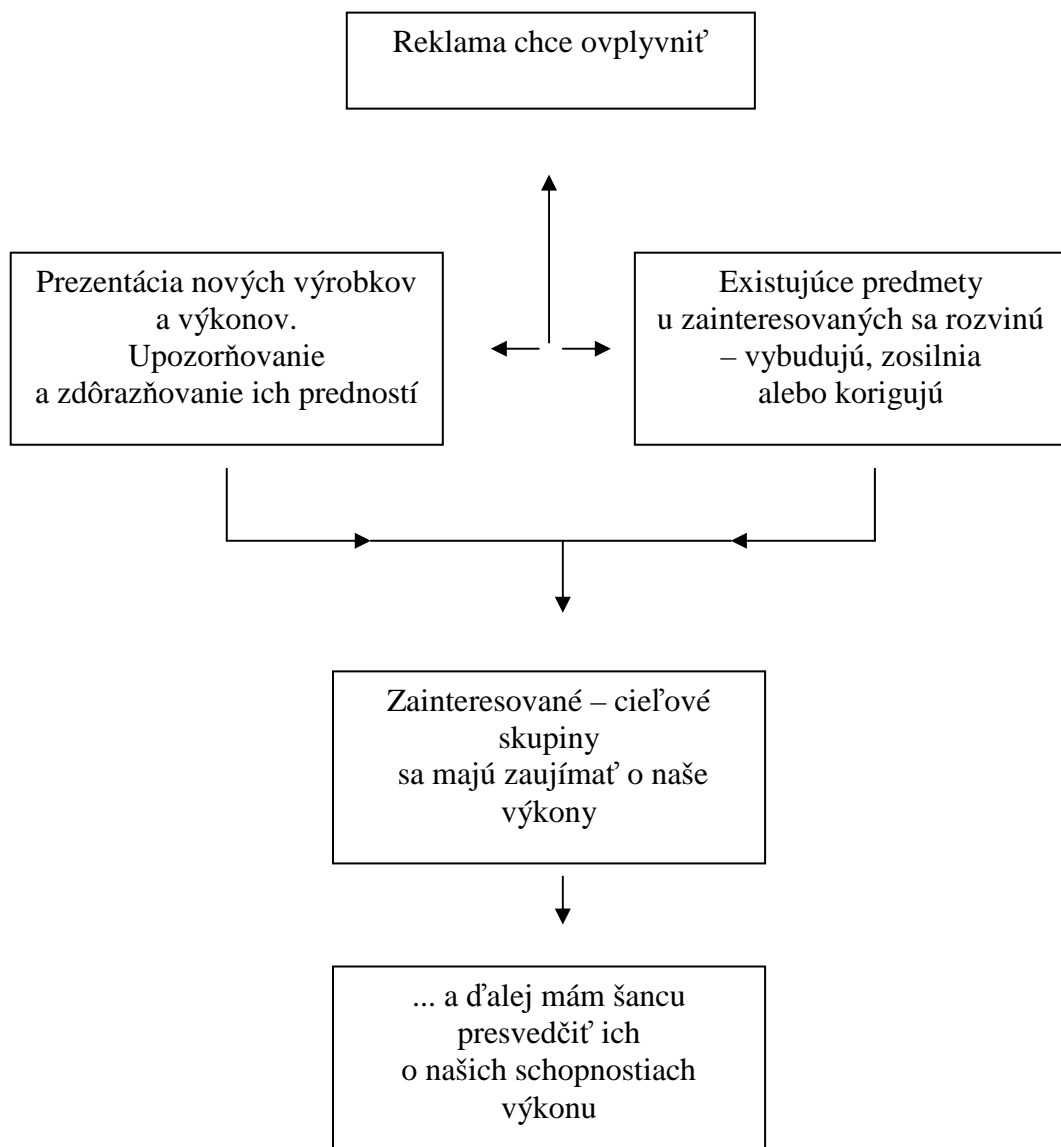 Reklama chce ovplyvniť
Prezentácia nových výrobkov
a výkonov.
Upozorňovanie
a zdôrazňovanie ich predností
Existujúce predmety
u zainteresovaných sa rozvinú
– vybudujú, zosilnia
alebo korigujú
Zainteresované – cieľové
skupiny
sa majú zaujímať o naše
výkony
... a ďalej mám šancu
presvedčiť ich
o našich schopnostiach
výkonu